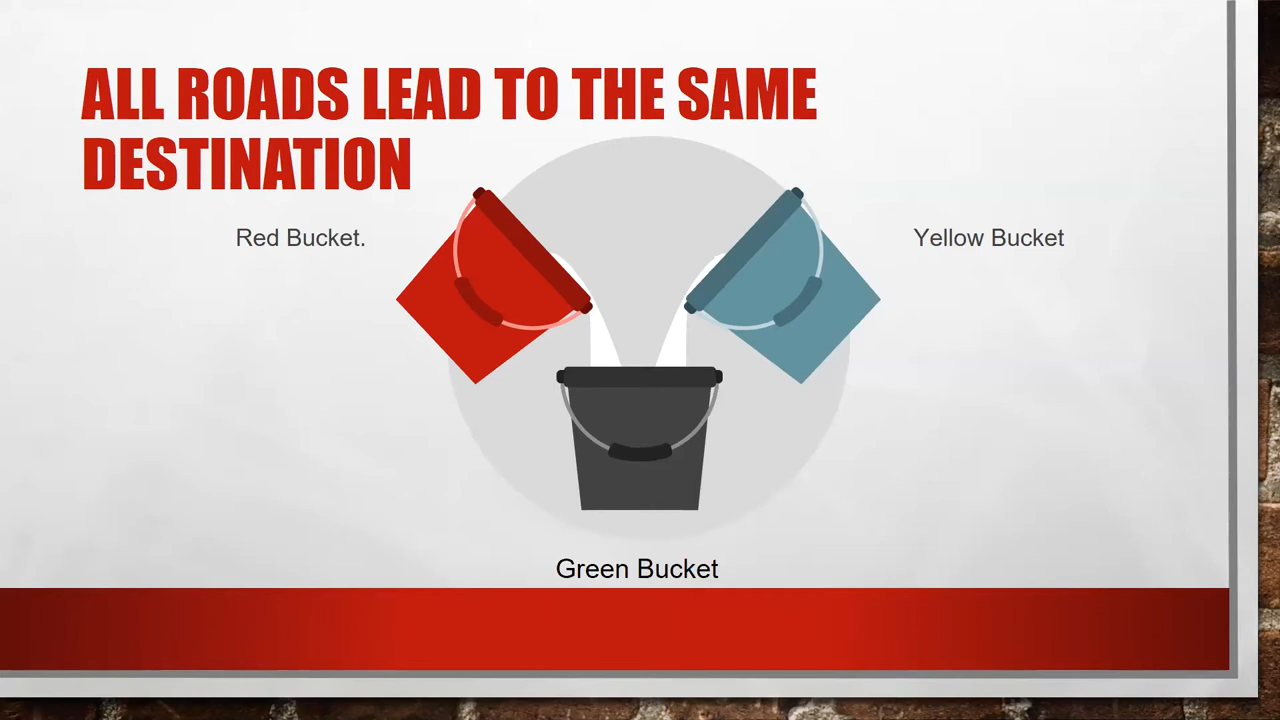 ALL ROADS LEAD TO THE SAME
DESTINATION
Red Bucket.
Yellow Bucket
Green Bucket